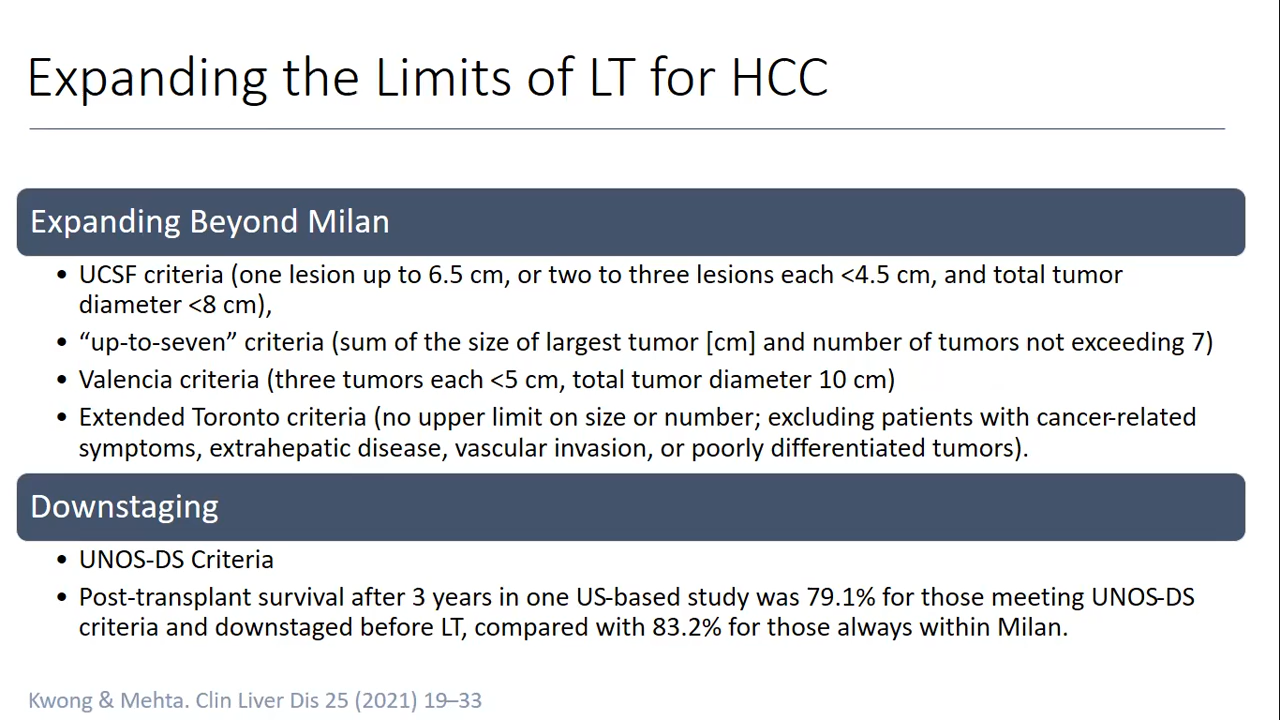 Expanding the Limits of LT for HCC
Expanding Beyond Milan
• UCSF criteria (one lesion up to 6.5 cm, or two to three lesions each <4.5 cm, and total tumor
diameter <8 cm),
• “up-to-seven” criteria (sum of the size of largest tumor [cm] and number of tumors not exceeding 7)
• Valencia criteria (three tumors each <5 cm, total tumor diameter 10 cm)
• Extended Toronto criteria (no upper limit on size or number; excluding patients with cancer-related
symptoms, extrahepatic disease, vascular invasion, or poorly differentiated tumors).
Downstaging
• UNOS-DS Criteria
• Post-transplant survival after 3 years in one US-based study was 79.1% for those meeting UNOS-DS
criteria and downstaged before LT, compared with 83.2% for those always within Milan.
Kwong & Mehta. Clin Liver Dis 25 (2021) 19–33